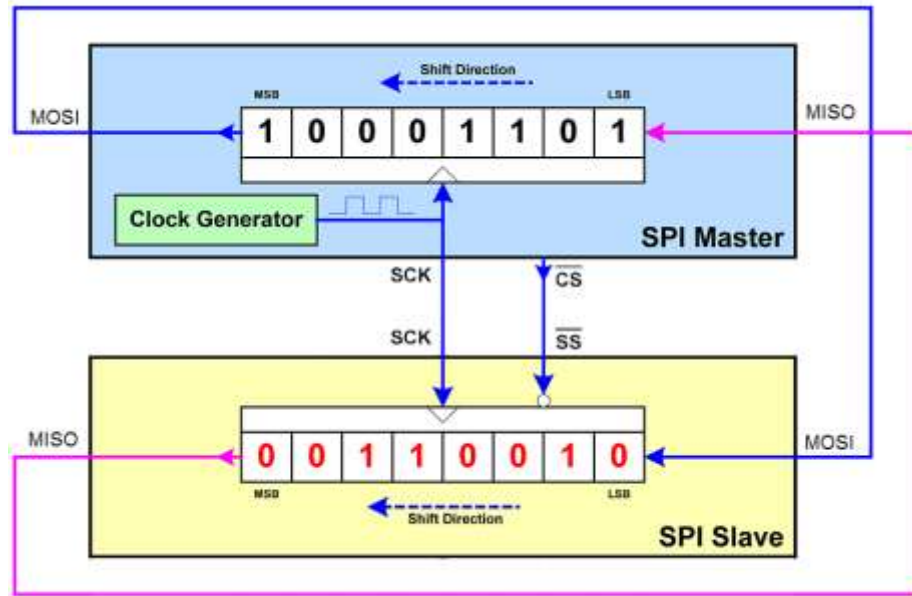 Shift Direction
MSB
LSB
MOSI
MISO
1 0 0 0 1 1 0 1
Clock Generator
SPI Master
SCK
CS
SCK
SS
MISO
MOSI
0 0 1 1 0 0 1 0
MSB
LSB
Shift Direction
SPI Slave